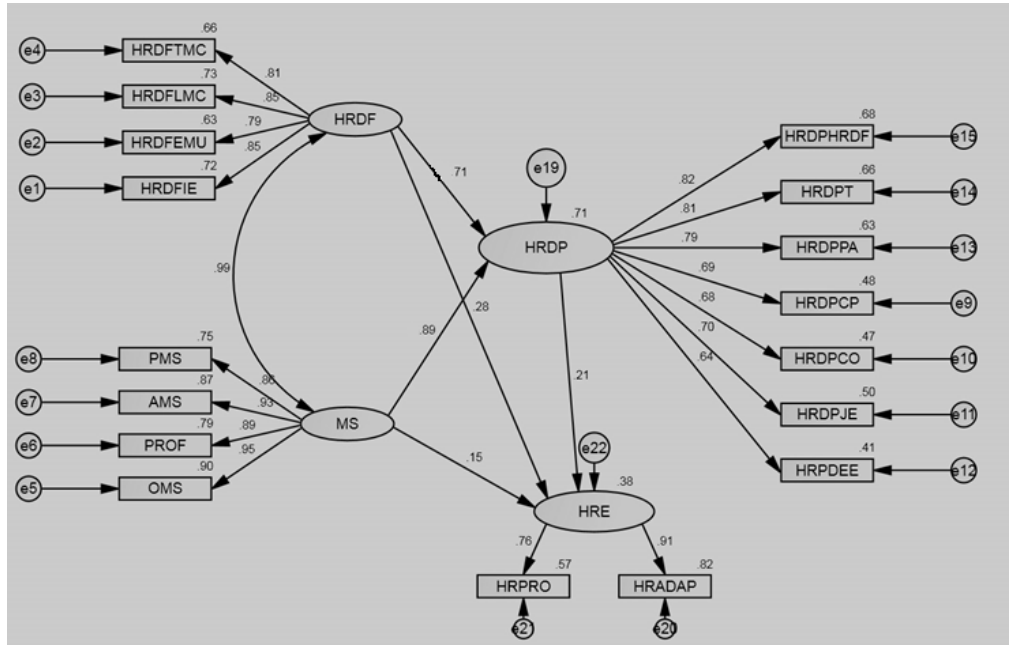 .66
e4 HRDFTMC
.81
.73
e3 HRDFLMC
.85
HRDF
.63
.79
e2 HRDFEMU
.85
.72
e1 HRDFIE
.68
HRDPHRDF e15
.82
.66
HRDPT e14
.81
.63
HRDPPA e13
.79
.48
HRDPCP e9
.69
.47
HRDPCO e10
.68
.50
HRDPJE e11
.70
.41
HRPDEE e12
.64
e19
.71
.71
HRDP
.99
.89
.28
.21
.75
e8 PMS
.86
.87
e7 AMS
.93
MS
.79
e6 PROF
.89
.90
e5 OMS
.95
.15
e22
.38
HRE
.76
.91
.57
HRPRO
.82
HRADAP
e21
e20